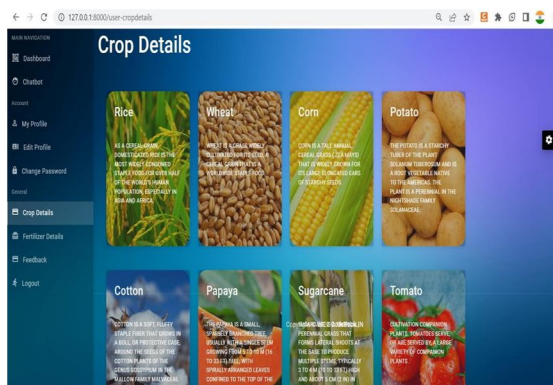 127.0.0.1:8000/user-cropdetails
MAIN NAVIGATION
Dashboard
Chatbot
Account
My Profile
Edit Profile
Change Password
General
Crop Details
Fertilizer Details
Feedback
Logout
Crop Details
Rice
AS A CEREAL GRAIN,
DOMESTICATED RICE IS THE
MOST WIDELY CONSUMED
STAPLE FOOD FOR OVER HALF
OF THE WORLD'S HUMAN
POPULATION, ESPECIALLY IN
ASIA AND AFRICA.
Wheat
WHEAT IS A GRASS WIDELY
CULTIVATED FOR ITS SEED, A
CEREAL GRAIN THAT IS A
WORLDWIDE STAPLE FOOD.
Corn
CORN IS A TALL ANNUAL
CEREAL GRASS (ZEA MAYS)
THAT IS WIDELY GROWN FOR
ITS LARGE ELONGATED EARS
OF STARCHY SEEDS.
Potato
THE POTATO IS A STARCHY
TUBER OF THE PLANT
SOLANUM TUBEROSUM AND IS
A ROOT VEGETABLE NATIVE
TO THE AMERICAS. THE
PLANT IS A PERENNIAL IN THE
NIGHTSHADE FAMILY
SOLANACEAE.
Cotton
COTTON IS A SOFT, FLUFFY
STAPLE FIBER THAT GROWS IN
A BOLL, OR PROTECTIVE CASE,
AROUND THE SEEDS OF THE
COTTON PLANTS OF THE
GENUS GOSSYPIUM IN THE
MALLOW FAMILY MALVACEAE.
Papaya
THE PAPAYA IS A SMALL,
SPARSELY BRANCHED TREE,
USUALLY WITH A SINGLE STEM
GROWING FROM 5 TO 10 M (16
TO 33 FT) TALL, WITH
SPIRALLY ARRANGED LEAVES
CONFINED TO THE TOP OF THE
Sugarcane
PERENNIAL GRASS THAT
FORMS LATERAL SHOOTS AT
THE BASE TO PRODUCE
MULTIPLE STEMS, TYPICALLY
3 TO 4 M (10 TO 13 FT) HIGH
AND ABOUT 5 CM (2 IN) IN
Tomato
CULTIVATION COMPANION
PLANTS. TOMATOES SERVE,
OR ARE SERVED BY, A LARGE
VARIETY OF COMPANION
PLANTS.